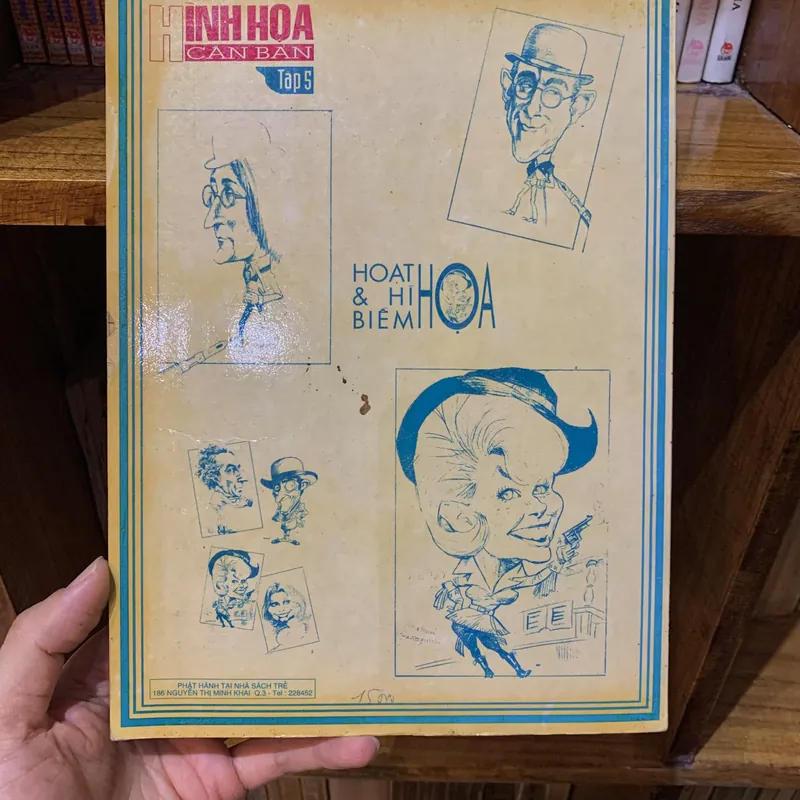 HÌNH HỌA
CĂN BẢN
Tập 5
HOẠT
& HÍ HỌA
BIẾM
PHÁT HÀNH TẠI NHÀ SÁCH TRẺ
186 NGUYỄN THỊ MINH KHAI Q.3 - Tel : 228452